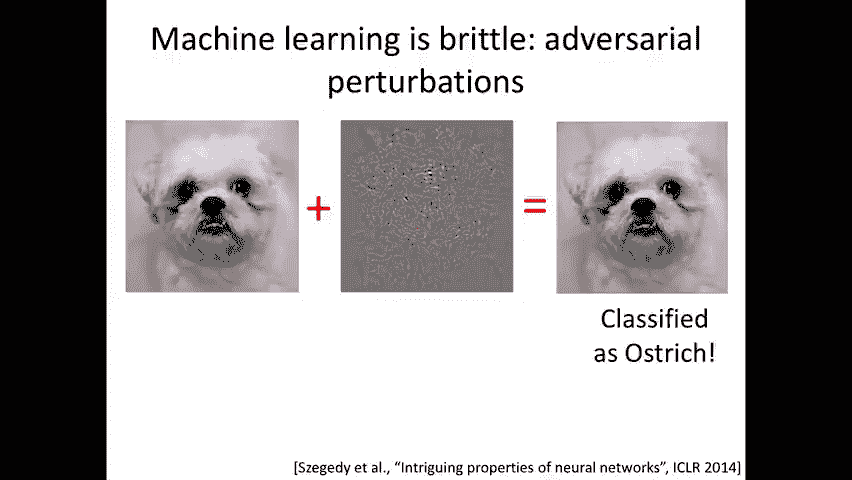 Machine learning is brittle: adversarial
perturbations
+
=
Classified
as Ostrich!
[Szegedy et al., “Intriguing properties of neural networks”, ICLR 2014]